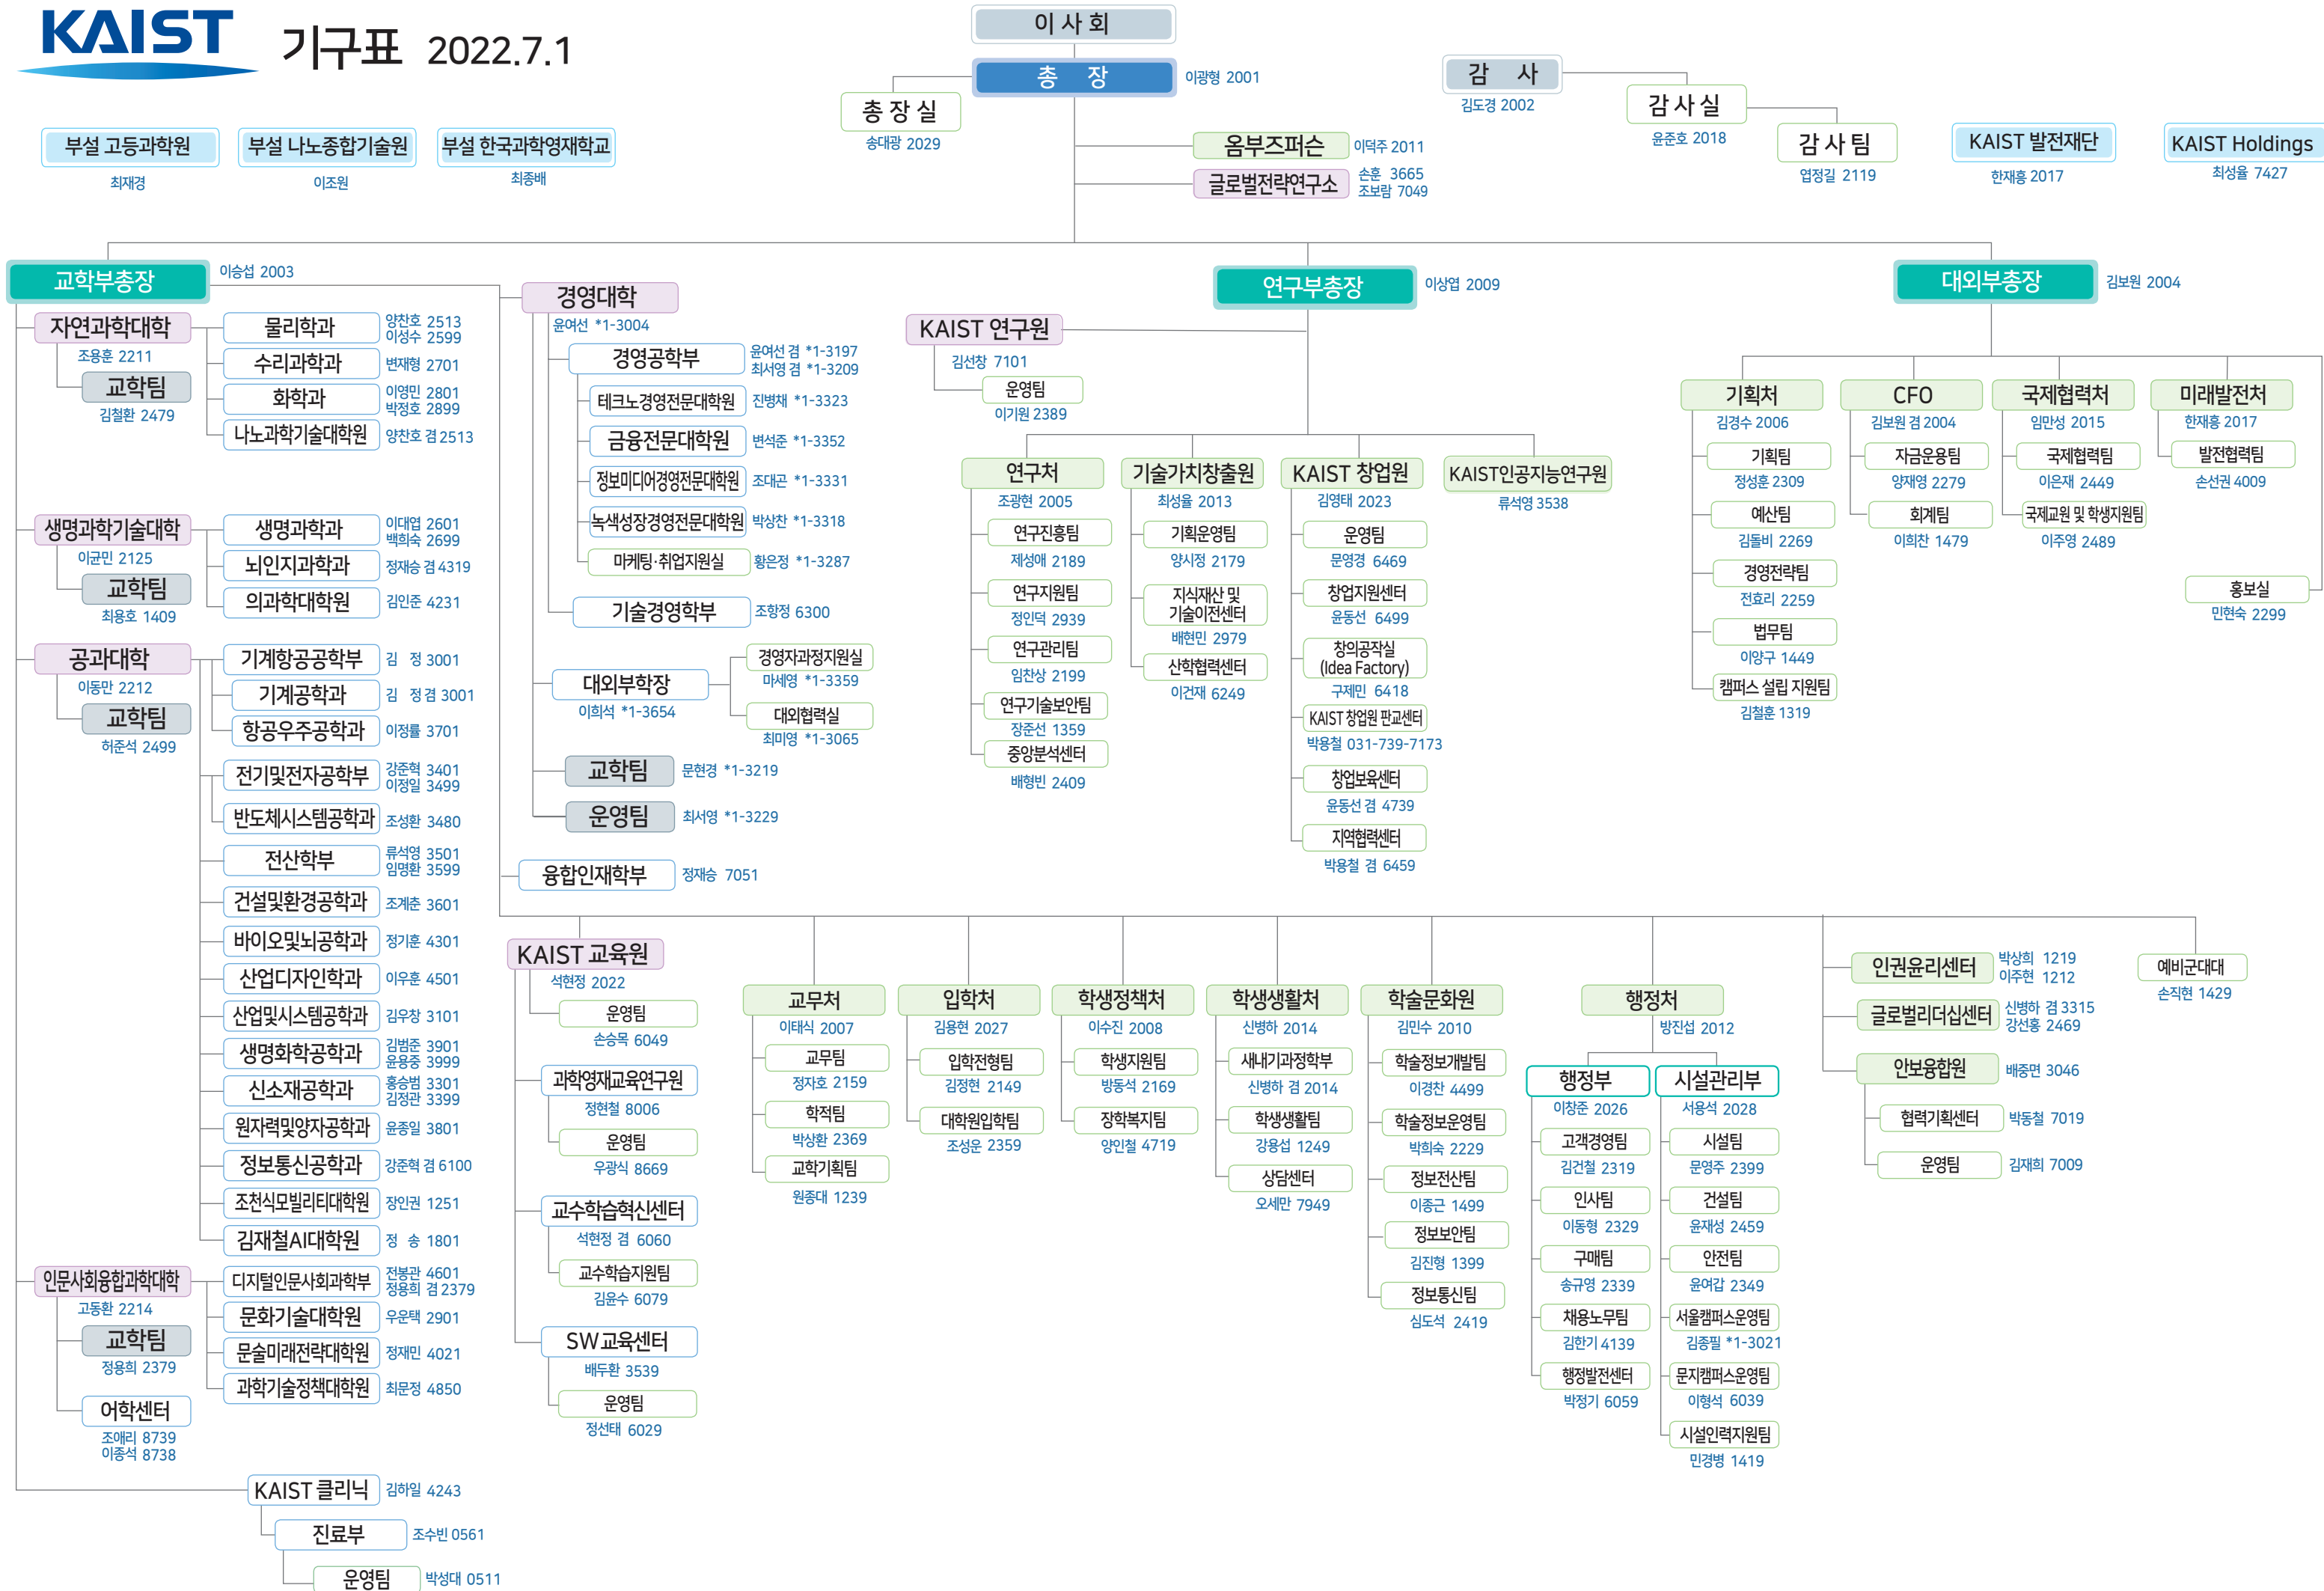 KAIST 기구표 2022.7.1
이 사 회
총 장
이광형 2001
총 장 실
송대광 2029
감 사
김도경 2002
감 사 실
윤준호 2018
감 사 팀
엽정길 2119
옴부즈퍼슨
이덕주 2011
글로벌전략연구소
손훈 3665
조보람 7049
부설 고등과학원
최재경
부설 나노종합기술원
이조원
부설 한국과학영재학교
최종배
KAIST 발전재단
한재흥 2017
KAIST Holdings
최성율 7427
교학부총장
이승섭 2003
자연과학대학
조용훈 2211
교학팀
김철환 2479
물리학과
양찬호 2513
이성수 2599
수리과학과
변재형 2701
화학과
이영민 2801
박정호 2899
나노과학기술대학원
양찬호 겸 2513
생명과학기술대학
이균민 2125
교학팀
최용호 1409
생명과학과
이대엽 2601
백희숙 2699
뇌인지과학과
정재승 겸 4319
의과학대학원
김인준 4231
공과대학
이동만 2212
교학팀
허준석 2499
기계항공공학부
김 정 3001
기계공학과
김 정 겸 3001
항공우주공학과
이정률 3701
전기및전자공학부
강준혁 3401
이정일 3499
반도체시스템공학과
조성환 3480
전산학부
류석영 3501
임명환 3599
건설및환경공학과
조계춘 3601
바이오및뇌공학과
정기훈 4301
산업디자인학과
이우훈 4501
산업및시스템공학과
김우창 3101
생명화학공학과
김범준 3901
윤용중 3999
신소재공학과
홍승범 3301
김정관 3399
원자력및양자공학과
윤종일 3801
정보통신공학과
강준혁 겸 6100
조천식모빌리티대학원
장인권 1251
김재철AI대학원
정 송 1801
인문사회융합과학대학
고동환 2214
교학팀
정용희 2379
어학센터
조애리 8739
이종석 8738
디지털인문사회과학부
전봉관 4601
정용희 겸 2379
문화기술대학원
우운택 2901
문술미래전략대학원
정재민 4021
과학기술정책대학원
최문정 4850
KAIST 클리닉
김하일 4243
진료부
조수빈 0561
운영팀
박성대 0511
경영대학
윤여선 *1-3004
경영공학부
윤여선 겸 *1-3197
최서영 겸 *1-3209
테크노경영전문대학원
진병채 *1-3323
금융전문대학원
변석준 *1-3352
정보미디어경영전문대학원
조대곤 *1-3331
녹색성장경영전문대학원
박상찬 *1-3318
마케팅·취업지원실
황은정 *1-3287
기술경영학부
조항정 6300
대외부학장
이희석 *1-3654
경영자과정지원실
마세영 *1-3359
대외협력실
최미영 *1-3065
교학팀
문현경 *1-3219
운영팀
최서영 *1-3229
융합인재학부
정재승 7051
KAIST 교육원
석현정 2022
운영팀
손승목 6049
과학영재교육연구원
정현철 8006
운영팀
우광식 8669
교수학습혁신센터
석현정 겸 6060
교수학습지원팀
김윤수 6079
SW교육센터
배두환 3539
운영팀
정선태 6029
교무처
이태식 2007
교무팀
정자호 2159
학적팀
박상환 2369
교학기획팀
원종대 1239
입학처
김용현 2027
입학전형팀
김정현 2149
대학원입학팀
조성운 2359
학생정책처
이수진 2008
학생지원팀
방동석 2169
장학복지팀
양인철 4719
학생생활처
신병하 2014
새내기과정학부
신병하 겸 2014
학생생활팀
강용섭 1249
상담센터
오세만 7949
학술문화원
김민수 2010
학술정보개발팀
이경찬 4499
학술정보운영팀
박희숙 2229
정보전산팀
이종근 1499
정보보안팀
김진형 1399
정보통신팀
심도석 2419
행정처
방진섭 2012
행정부
이창준 2026
고객경영팀
김건철 2319
인사팀
이동형 2329
구매팀
송규영 2339
채용노무팀
김한기 4139
행정발전센터
박정기 6059
시설관리부
서용석 2028
시설팀
문영주 2399
건설팀
윤재성 2459
안전팀
윤여갑 2349
서울캠퍼스운영팀
김종필 *1-3021
문지캠퍼스운영팀
이형석 6039
시설인력지원팀
민경병 1419
인권윤리센터
박상희 1219
이주현 1212
글로벌리더십센터
신병하 겸 3315
강선홍 2469
안보융합원
배중면 3046
협력기획센터
박동철 7019
운영팀
김재희 7009
예비군대대
손직현 1429
연구부총장
이상엽 2009
KAIST 연구원
김선창 7101
운영팀
이기원 2389
연구처
조광현 2005
연구진흥팀
제성애 2189
연구지원팀
정인덕 2939
연구관리팀
임찬상 2199
연구기술보안팀
장준선 1359
중앙분석센터
배형빈 2409
기술가치창출원
최성율 2013
기획운영팀
양시정 2179
지식재산 및
기술이전센터
배현민 2979
산학협력센터
이건재 6249
KAIST 창업원
김영태 2023
운영팀
문영경 6469
창업지원센터
윤동선 6499
창의공작실
(Idea Factory)
구제민 6418
KAIST 창업원 판교센터
박용철 031-739-7173
창업보육센터
윤동선 겸 4739
지역협력센터
박용철 겸 6459
KAIST인공지능연구원
류석영 3538
대외부총장
김보원 2004
기획처
김경수 2006
기획팀
정성훈 2309
예산팀
김돌비 2269
경영전략팀
전효리 2259
법무팀
이양구 1449
캠퍼스 설립 지원팀
김철훈 1319
CFO
김보원 겸 2004
자금운용팀
양재영 2279
회계팀
이희찬 1479
국제협력처
임만성 2015
국제협력팀
이은재 2449
국제교원 및 학생지원팀
이주영 2489
미래발전처
한재흥 2017
발전협력팀
손선권 4009
홍보실
민현숙 2299